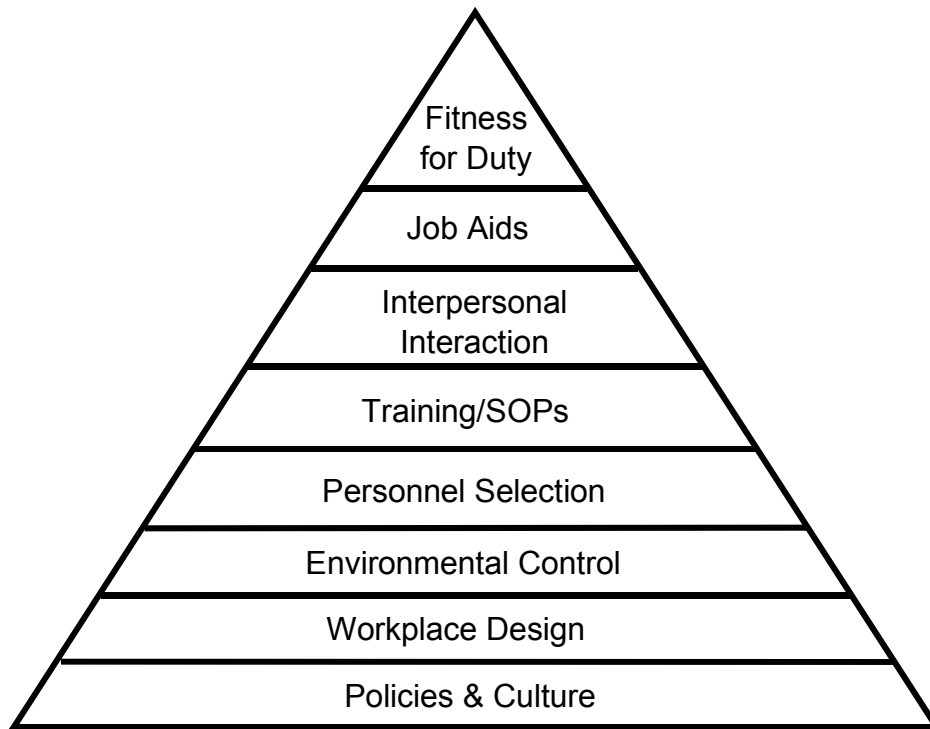 Fitness
for Duty
Job Aids
Interpersonal
Interaction
Training/SOPs
Personnel Selection
Environmental Control
Workplace Design
Policies & Culture